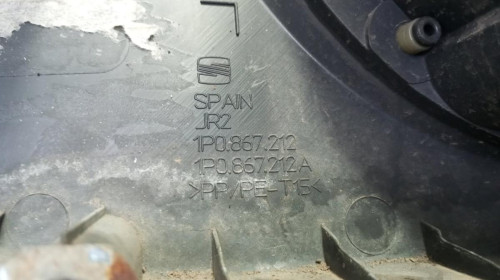 L
SPAIN
JR2
1P0.867.212
1P0.867.212A
>PP/PE-T15<